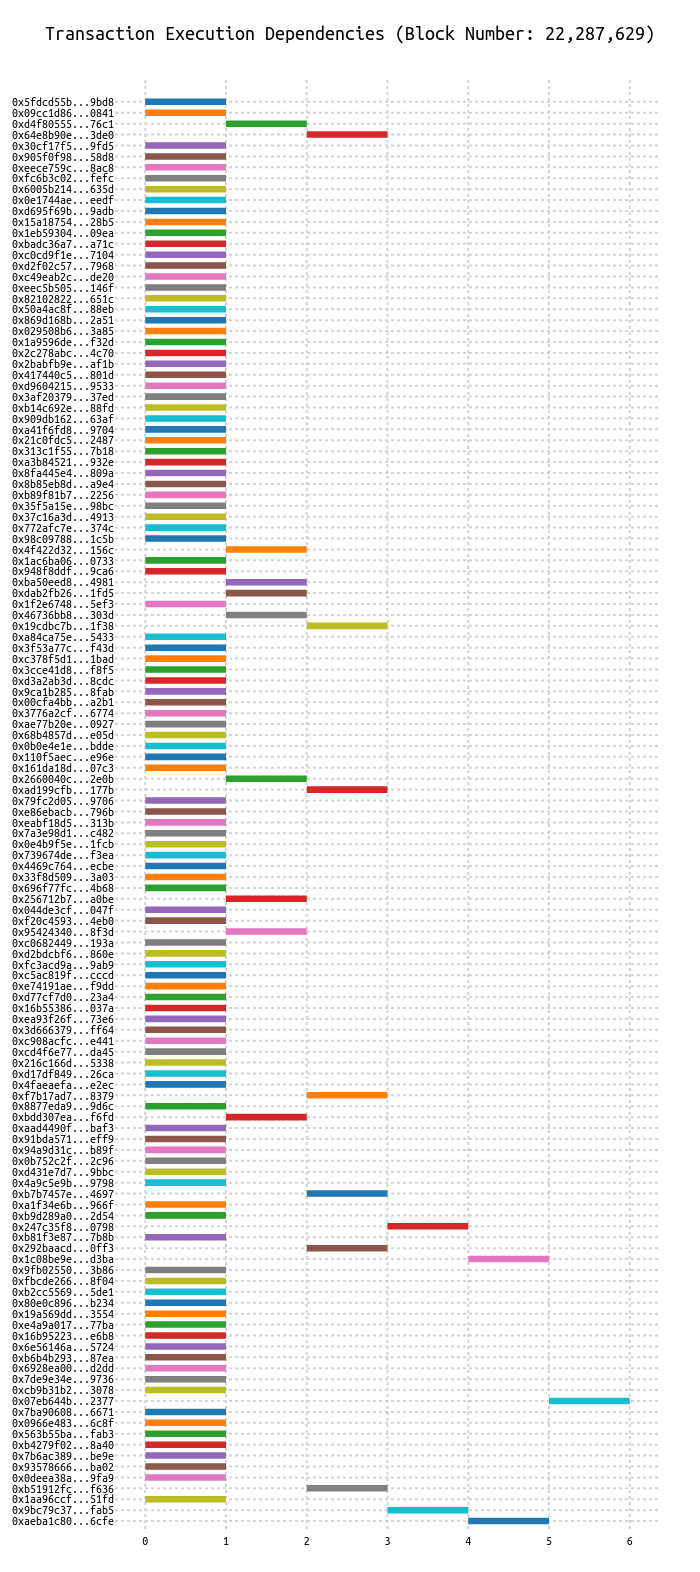 Transaction Execution Dependencies (Block Number: 22,287,629)
0x5fdcd55b...9bd8
0x09cc1d86...0841
0xd4f80555...76c1
0x64e8b90e...3de0
0x30cf17f5...9fd5
0x905f0f98...58d8
0xeece759c...8ac8
0xfc6b3c02...fefc
0x6005b214...635d
0x0e1744ae...eedf
0xd695f69b...9adb
0x15a18754...28b5
0x1eb59304...09ea
0xbadc36a7...a71c
0xc0cd9f1e...7104
0xd2f02c57...7968
0xc49eab2c...de20
0xeec5b505...146f
0x82102822...651c
0x50a4ac8f...88eb
0x869d168b...2a51
0x029508b6...3a85
0x1a9596de...f32d
0x2c278abc...4c70
0x2babfb9e...af1b
0x417440c5...801d
0xd9604215...9533
0x3af20379...37ed
0xb14c692e...88fd
0x909db162...63af
0xa41f6fd8...9704
0x21c0fdc5...2487
0x313c1f55...7b18
0xa3b84521...932e
0x8fa445e4...809a
0x8b85eb8d...a9e4
0xb89f81b7...2256
0x35f5a15e...98bc
0x37c16a3d...4913
0x772afc7e...374c
0x98c09788...1c5b
0x4f422d32...156c
0x1ac6ba06...0733
0x948f8ddf...9ca6
0xba50eed8...4981
0xdab2fb26...1fd5
0x1f2e6748...5ef3
0x46736bb8...303d
0x19cdbc7b...1f38
0xa84ca75e...5433
0x3f53a77c...f43d
0xc378f5d1...1bad
0x3cce41d8...f8f5
0xd3a2ab3d...8cdc
0x9ca1b285...8fab
0x00cfa4bb...a2b1
0x3776a2cf...6774
0xae77b20e...0927
0x68b4857d...e05d
0x0b0e4e1e...bdde
0x110f5aec...e96e
0x161da18d...07c3
0x2660040c...2e0b
0xad199cfb...177b
0x79fc2d05...9706
0xe86ebacb...796b
0xeabf18d5...313b
0x7a3e98d1...c482
0x0e4b9f5e...1fcb
0x739674de...f3ea
0x4469c764...ecbe
0x33f8d509...3a03
0x696f77fc...4b68
0x256712b7...a0be
0x044de3cf...047f
0xf20c4593...4eb0
0x95424340...8f3d
0xc0682449...193a
0xd2bdcbf6...860e
0xfc3acd9a...9ab9
0xc5ac819f...cccd
0xe74191ae...f9dd
0xd77cf7d0...23a4
0x16b55386...037a
0xea93f26f...73e6
0x3d666379...ff64
0xc908acfc...e441
0xcd4f6e77...da45
0x216c166d...5338
0xd17df849...26ca
0x4faeaefa...e2ec
0xf7b17ad7...8379
0x8877eda9...9d6c
0xbdd307ea...f6fd
0xaad4490f...baf3
0x91bda571...eff9
0x94a9d31c...b89f
0x0b752c2f...2c96
0xd431e7d7...9bbc
0x4a9c5e9b...9798
0xb7b7457e...4697
0xa1f34e6b...966f
0xb9d289a0...2d54
0x247c35f8...0798
0xb81f3e87...7b8b
0x292baacd...0ff3
0x1c08be9e...d3ba
0x9fb02550...3b86
0xfbcde266...8f04
0xb2cc5569...5de1
0x80e0c896...b234
0x19a569dd...3554
0xe4a9a017...77ba
0x16b95223...e6b8
0x6e56146a...5724
0xb6b4b293...87ea
0x6928ea00...d2dd
0x7de9e34e...9736
0xcb9b31b2...3078
0x07eb644b...2377
0x7ba90608...6671
0x0966e483...6c8f
0x563b55ba...fab3
0xb4279f02...8a40
0x7b6ac389...be9e
0x93578666...ba02
0x0deea38a...9fa9
0xb51912fc...f636
0x1aa96ccf...51fd
0x9bc79c37...fab5
0xaeba1c80...6cfe
0 1 2 3 4 5 6